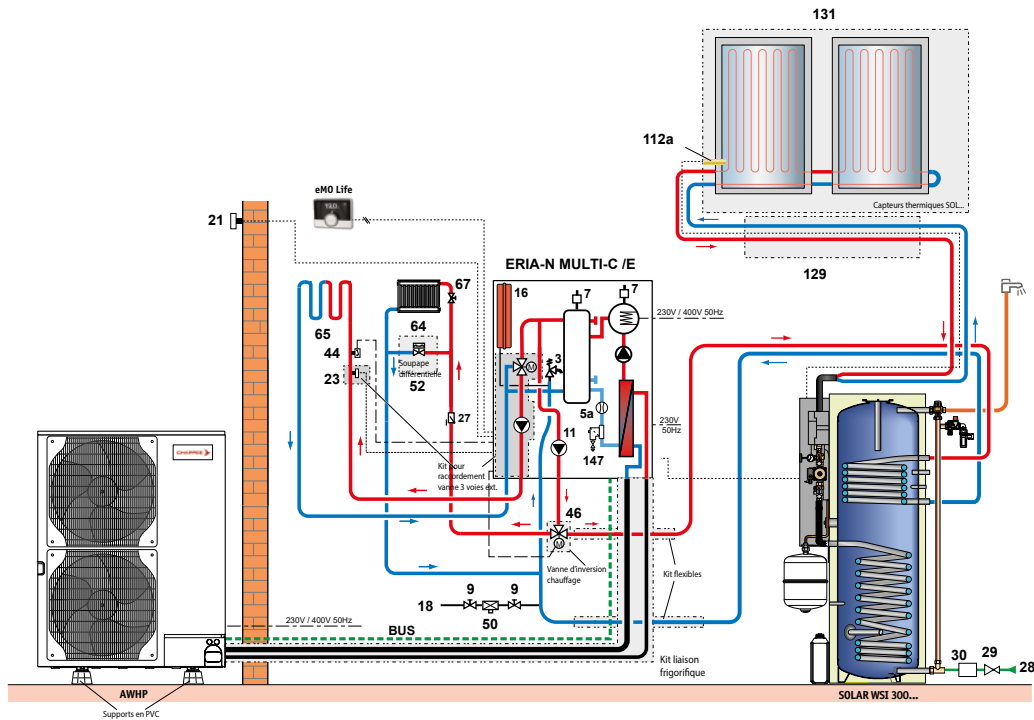 131
112a
eM0 Life
19.0.
21
Capteurs thermiques SOL...
129
ERIA-N MULTI-C /E
16
7
7
67
230V / 400V 50Hz
65
64
44
3
M
Soupape
différentielle
23
52
5a
230V
50Hz
27
11
147
CHAPPEE
Kit pour
raccordement
vanne 3 voies ext.
46
M
Vanne d'inversion
chauffage
Kit flexibles
9
9
18
50
230V / 400V 50Hz
BUS
Kit liaison
frigorifique
30
29
28
AWHP
SOLAR WSI 300...
Supports en PVC